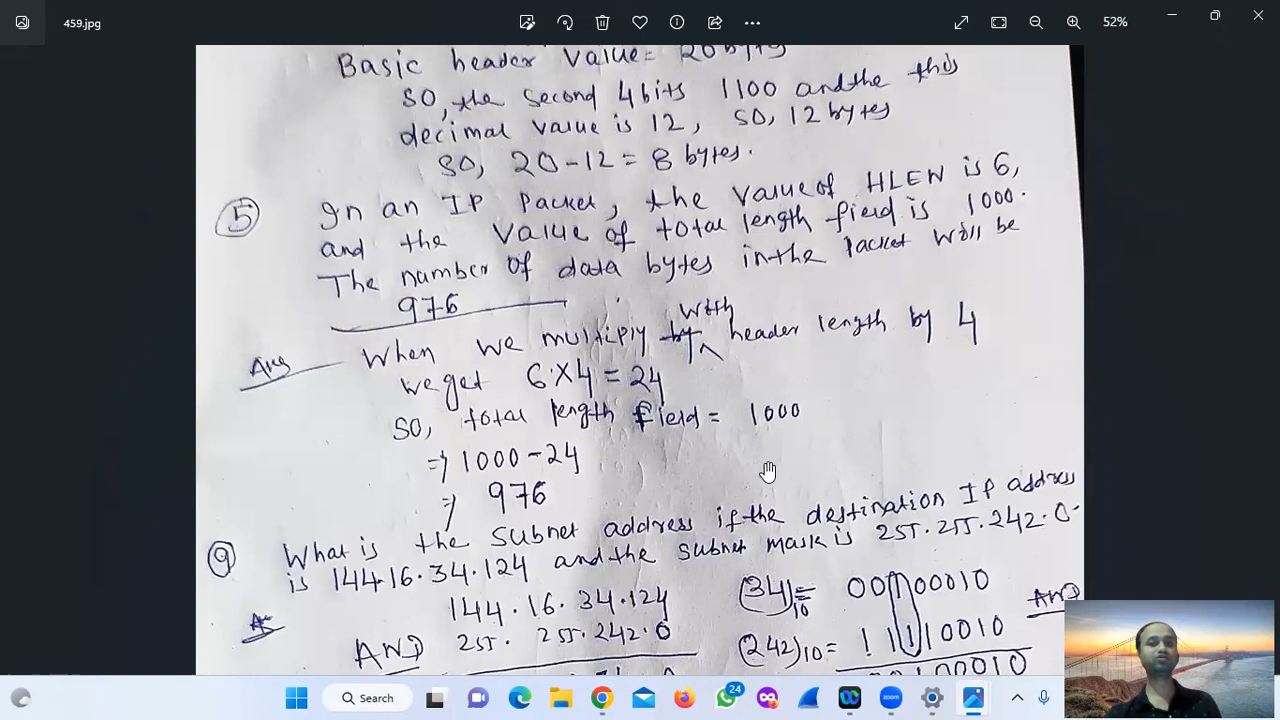 459.jpg
52%
Basic header value = 20 bytes
SO, the second 4 bits 1100 and the this
decimal value is 12, SO, 12 bytes
SO, 20-12 = 8 bytes.
5 In an IP Packet, the value of HLEN is 6,
and the value of total length field is 1000.
The number of data bytes in the packet will be
976
Ans When we multiply by with header length by 4
we get 6×4 = 24
SO, total length field = 1000
=> 1000-24
=> 976
9 What is the subnet address if the destination IP address
is 144.16.34.124 and the subnet mask is 255.255.242.0.
144.16.34.124
AND 255.255.242.0
(34)10 = 00100010
(242)10 = 11110010
AND
00100010
Search
24
zoom